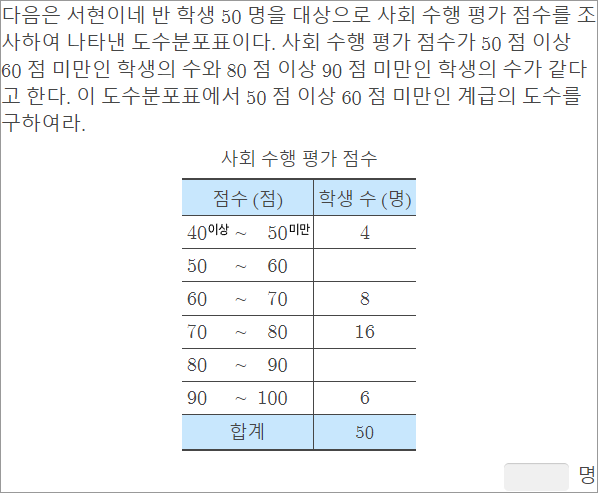 다음은 서현이네 반 학생 50 명을 대상으로 사회 수행 평가 점수를 조
사하여 나타낸 도수분포표이다. 사회 수행 평가 점수가 50 점 이상
60 점 미만인 학생의 수와 80 점 이상 90 점 미만인 학생의 수가 같다
고 한다. 이 도수분포표에서 50 점 이상 60 점 미만인 계급의 도수를
구하여라.
사회 수행 평가 점수
점수 (점) 학생 수 (명)
40이상 ~ 50미만 4
50 ~ 60
60 ~ 70 8
70 ~ 80 16
80 ~ 90
90 ~ 100 6
합계 50
명